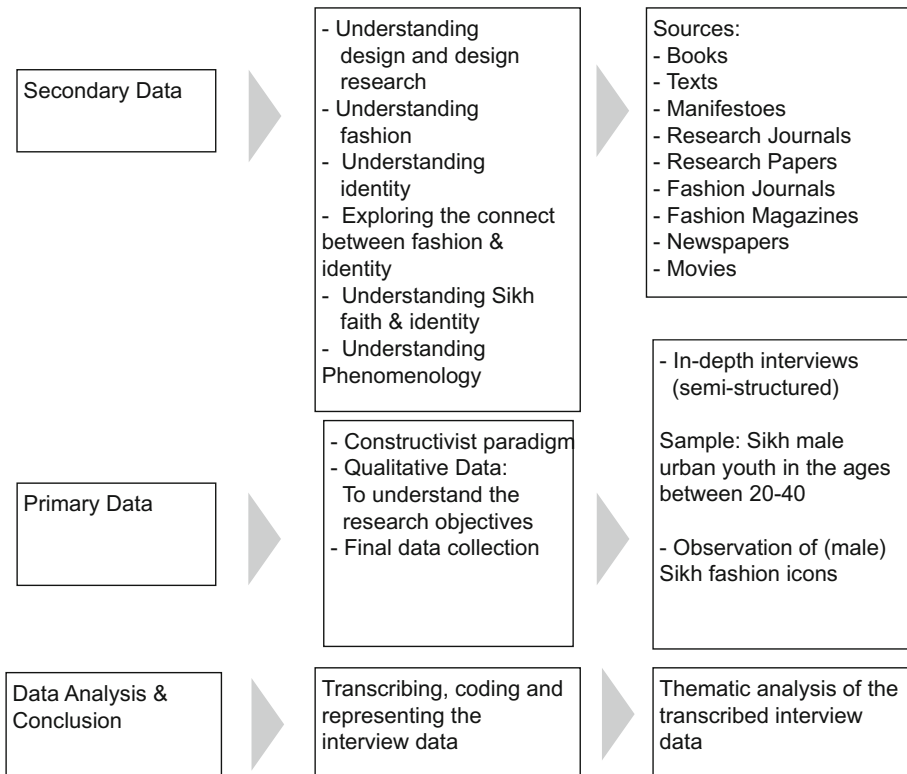 Secondary Data
- Understanding
design and design
research
- Understanding
fashion
- Understanding
identity
- Exploring the connect
between fashion &
identity
- Understanding Sikh
faith & identity
- Understanding
Phenomenology
Sources:
- Books
- Texts
- Manifestoes
- Research Journals
- Research Papers
- Fashion Journals
- Fashion Magazines
- Newspapers
- Movies
Primary Data
- Constructivist paradigm
- Qualitative Data:
To understand the
research objectives
- Final data collection
- In-depth interviews
(semi-structured)
Sample: Sikh male
urban youth in the ages
between 20-40
- Observation of (male)
Sikh fashion icons
Data Analysis &
Conclusion
Transcribing, coding and
representing the
interview data
Thematic analysis of the
transcribed interview
data